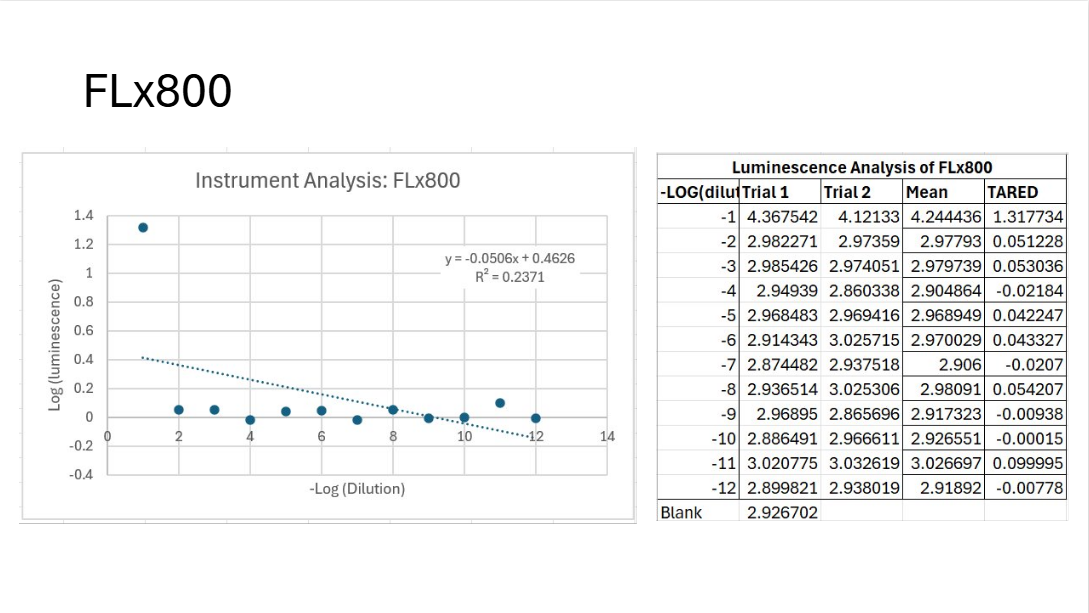 FLx800
Instrument Analysis: FLx800
1.4
1.2
1
0.8
0.6
0.4
0.2
0
-0.2
-0.4
0 2 4 6 8 10 12 14
y = -0.0506x + 0.4626
R² = 0.2371
Log (luminescence)
-Log (Dilution)
Luminescence Analysis of FLx800
-LOG(dilut Trial 1 Trial 2 Mean TARED
-1 4.367542 4.12133 4.244436 1.317734
-2 2.982271 2.97359 2.97793 0.051228
-3 2.985426 2.974051 2.979739 0.053036
-4 2.94939 2.860338 2.904864 -0.02184
-5 2.968483 2.969416 2.968949 0.042247
-6 2.914343 3.025715 2.970029 0.043327
-7 2.874482 2.937518 2.906 -0.0207
-8 2.936514 3.025306 2.98091 0.054207
-9 2.96895 2.865696 2.917323 -0.00938
-10 2.886491 2.966611 2.926551 -0.00015
-11 3.020775 3.032619 3.026697 0.099995
-12 2.899821 2.938019 2.91892 -0.00778
Blank 2.926702